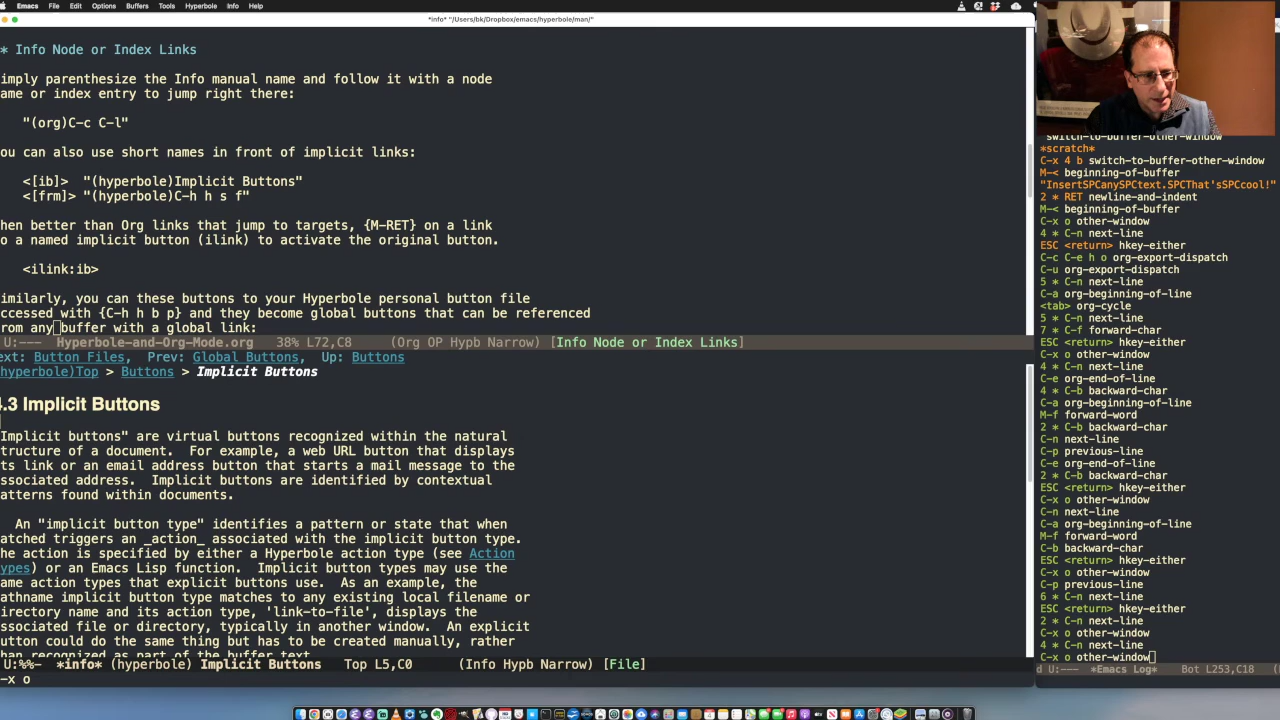 Emacs File Edit Options Buffers Tools Hyperbole Info Help
*info* "/Users/bk/Dropbox/emacs/hyperbole/man/"
* Info Node or Index Links
imply parenthesize the Info manual name and follow it with a node
ame or index entry to jump right there:
"(org)C-c C-l"
ou can also use short names in front of implicit links:
<[ib]> "(hyperbole)Implicit Buttons"
<[frm]> "(hyperbole)C-h h s f"
hen better than Org links that jump to targets, {M-RET} on a link
o a named implicit button (ilink) to activate the original button.
<ilink:ib>
imilarly, you can these buttons to your Hyperbole personal button file
ccessed with {C-h h b p} and they become global buttons that can be referenced
rom any buffer with a global link:
U:--- Hyperbole-and-Org-Mode.org 38% L72,C8 (Org OP Hypb Narrow) [Info Node or Index Links]
ext: Button Files, Prev: Global Buttons, Up: Buttons
hyperbole)Top > Buttons > Implicit Buttons
.3 Implicit Buttons
Implicit buttons" are virtual buttons recognized within the natural
tructure of a document. For example, a web URL button that displays
ts link or an email address button that starts a mail message to the
ssociated address. Implicit buttons are identified by contextual
atterns found within documents.
An "implicit button type" identifies a pattern or state that when
atched triggers an _action_ associated with the implicit button type.
he action is specified by either a Hyperbole action type (see Action
ypes) or an Emacs Lisp function. Implicit button types may use the
ame action types that explicit buttons use. As an example, the
athname implicit button type matches to any existing local filename or
irectory name and its action type, 'link-to-file', displays the
ssociated file or directory, typically in another window. An explicit
utton could do the same thing but has to be created manually, rather
han recognized as part of the buffer text.
U:%%- *info* (hyperbole) Implicit Buttons Top L5,C0 (Info Hypb Narrow) [File]
-x o
switch-to-buffer-other-window
*scratch*
C-x 4 b switch-to-buffer-other-window
M-< beginning-of-buffer
"InsertSPCanySPCtext.SPCThat'sSPCcool!"
2 * RET newline-and-indent
M-< beginning-of-buffer
C-x o other-window
4 * C-n next-line
ESC <return> hkey-either
C-c C-e h o org-export-dispatch
C-u org-export-dispatch
5 * C-n next-line
C-a org-beginning-of-line
<tab> org-cycle
5 * C-n next-line
7 * C-f forward-char
ESC <return> hkey-either
C-x o other-window
4 * C-n next-line
C-e org-end-of-line
4 * C-b backward-char
C-a org-beginning-of-line
M-f forward-word
2 * C-b backward-char
C-n next-line
C-p previous-line
C-e org-end-of-line
2 * C-b backward-char
ESC <return> hkey-either
C-x o other-window
C-n next-line
C-a org-beginning-of-line
M-f forward-word
C-b backward-char
ESC <return> hkey-either
C-x o other-window
C-p previous-line
6 * C-n next-line
ESC <return> hkey-either
2 * C-n next-line
C-x o other-window
4 * C-n next-line
C-x o other-window
d U:--- *Emacs Log* Bot L253,C18